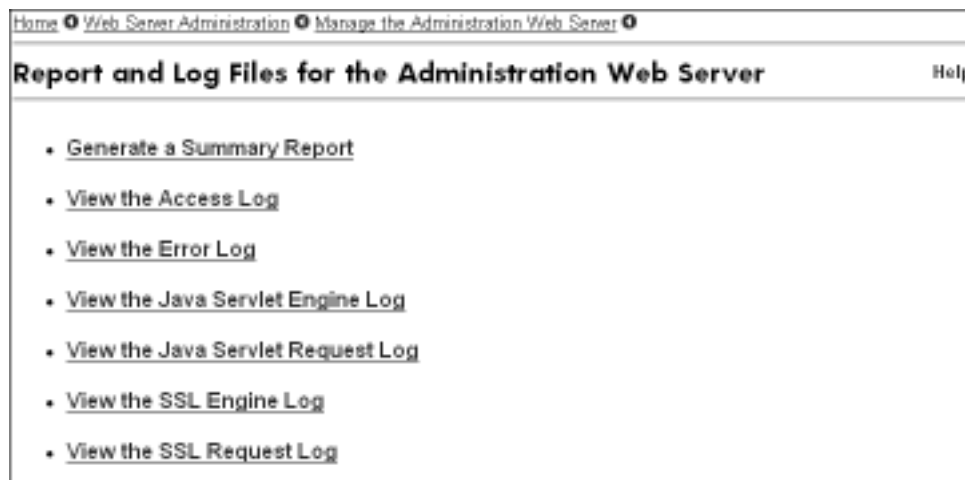 Home Web Server Administration Manage the Administration Web Server
Report and Log Files for the Administration Web Server Help
• Generate a Summary Report
• View the Access Log
• View the Error Log
• View the Java Servlet Engine Log
• View the Java Servlet Request Log
• View the SSL Engine Log
• View the SSL Request Log